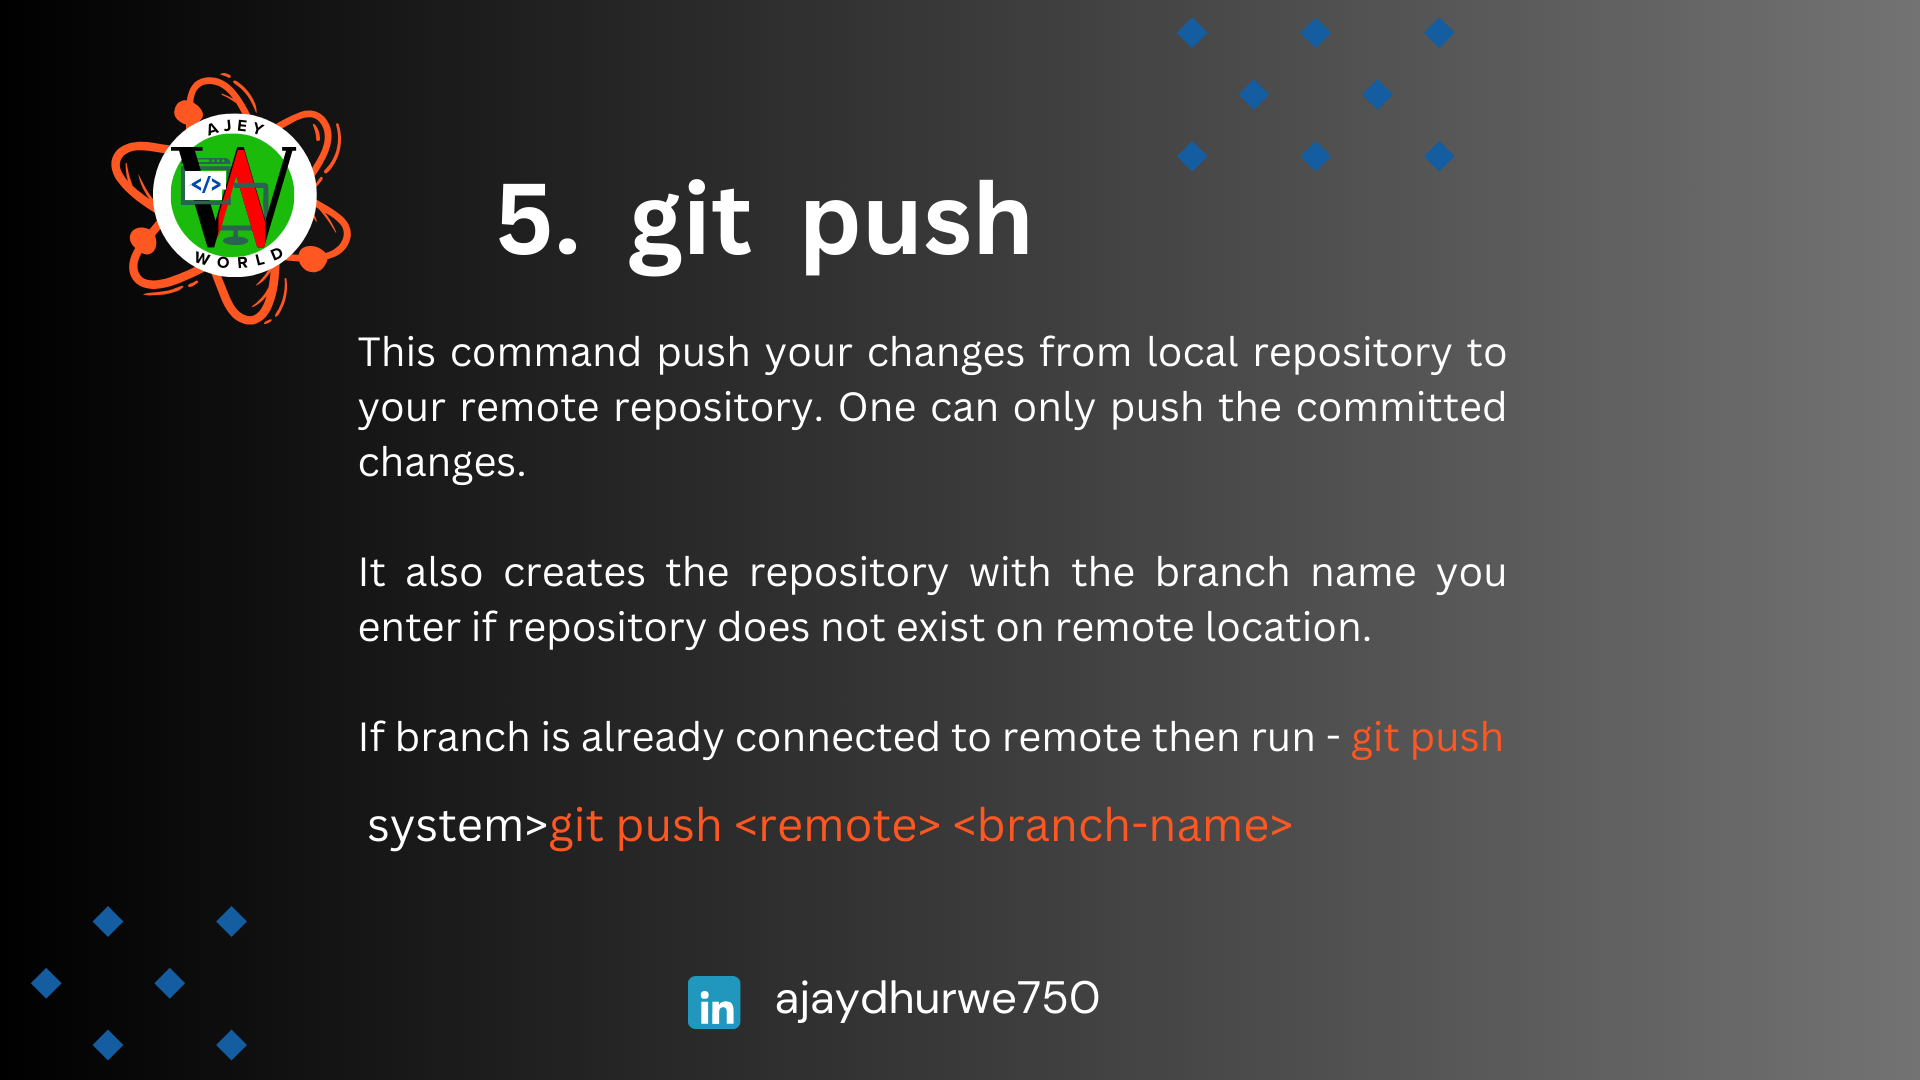 AJEY
W A
</>
WORLD
5. git push
This command push your changes from local repository to
your remote repository. One can only push the committed
changes.
It also creates the repository with the branch name you
enter if repository does not exist on remote location.
If branch is already connected to remote then run - git push
system>git push <remote> <branch-name>
in ajaydhurwe750